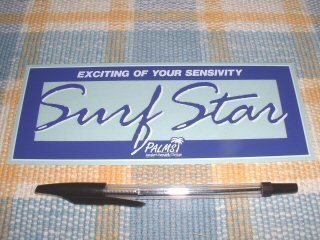 EXCITING OF YOUR SENSIVITY
Surf Star
PALMS